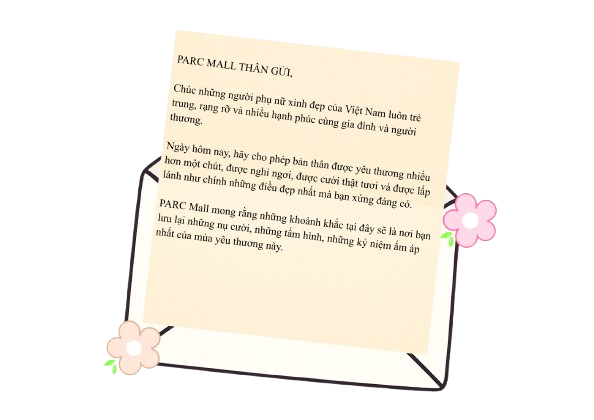 PARC MALL THÂN GỬI,
Chúc những người phụ nữ xinh đẹp của Việt Nam luôn trẻ
trung, rạng rỡ và nhiều hạnh phúc cùng gia đình và người
thương.
Ngày hôm nay, hãy cho phép bản thân được yêu thương nhiều
hơn một chút, được nghỉ ngơi, được cười thật tươi và được lấp
lánh như chính những điều đẹp nhất mà bạn xứng đáng có.
PARC Mall mong rằng những khoảnh khắc tại đây sẽ là nơi bạn
lưu lại những nụ cười, những tấm hình, những kỷ niệm ấm áp
nhất của mùa yêu thương này.